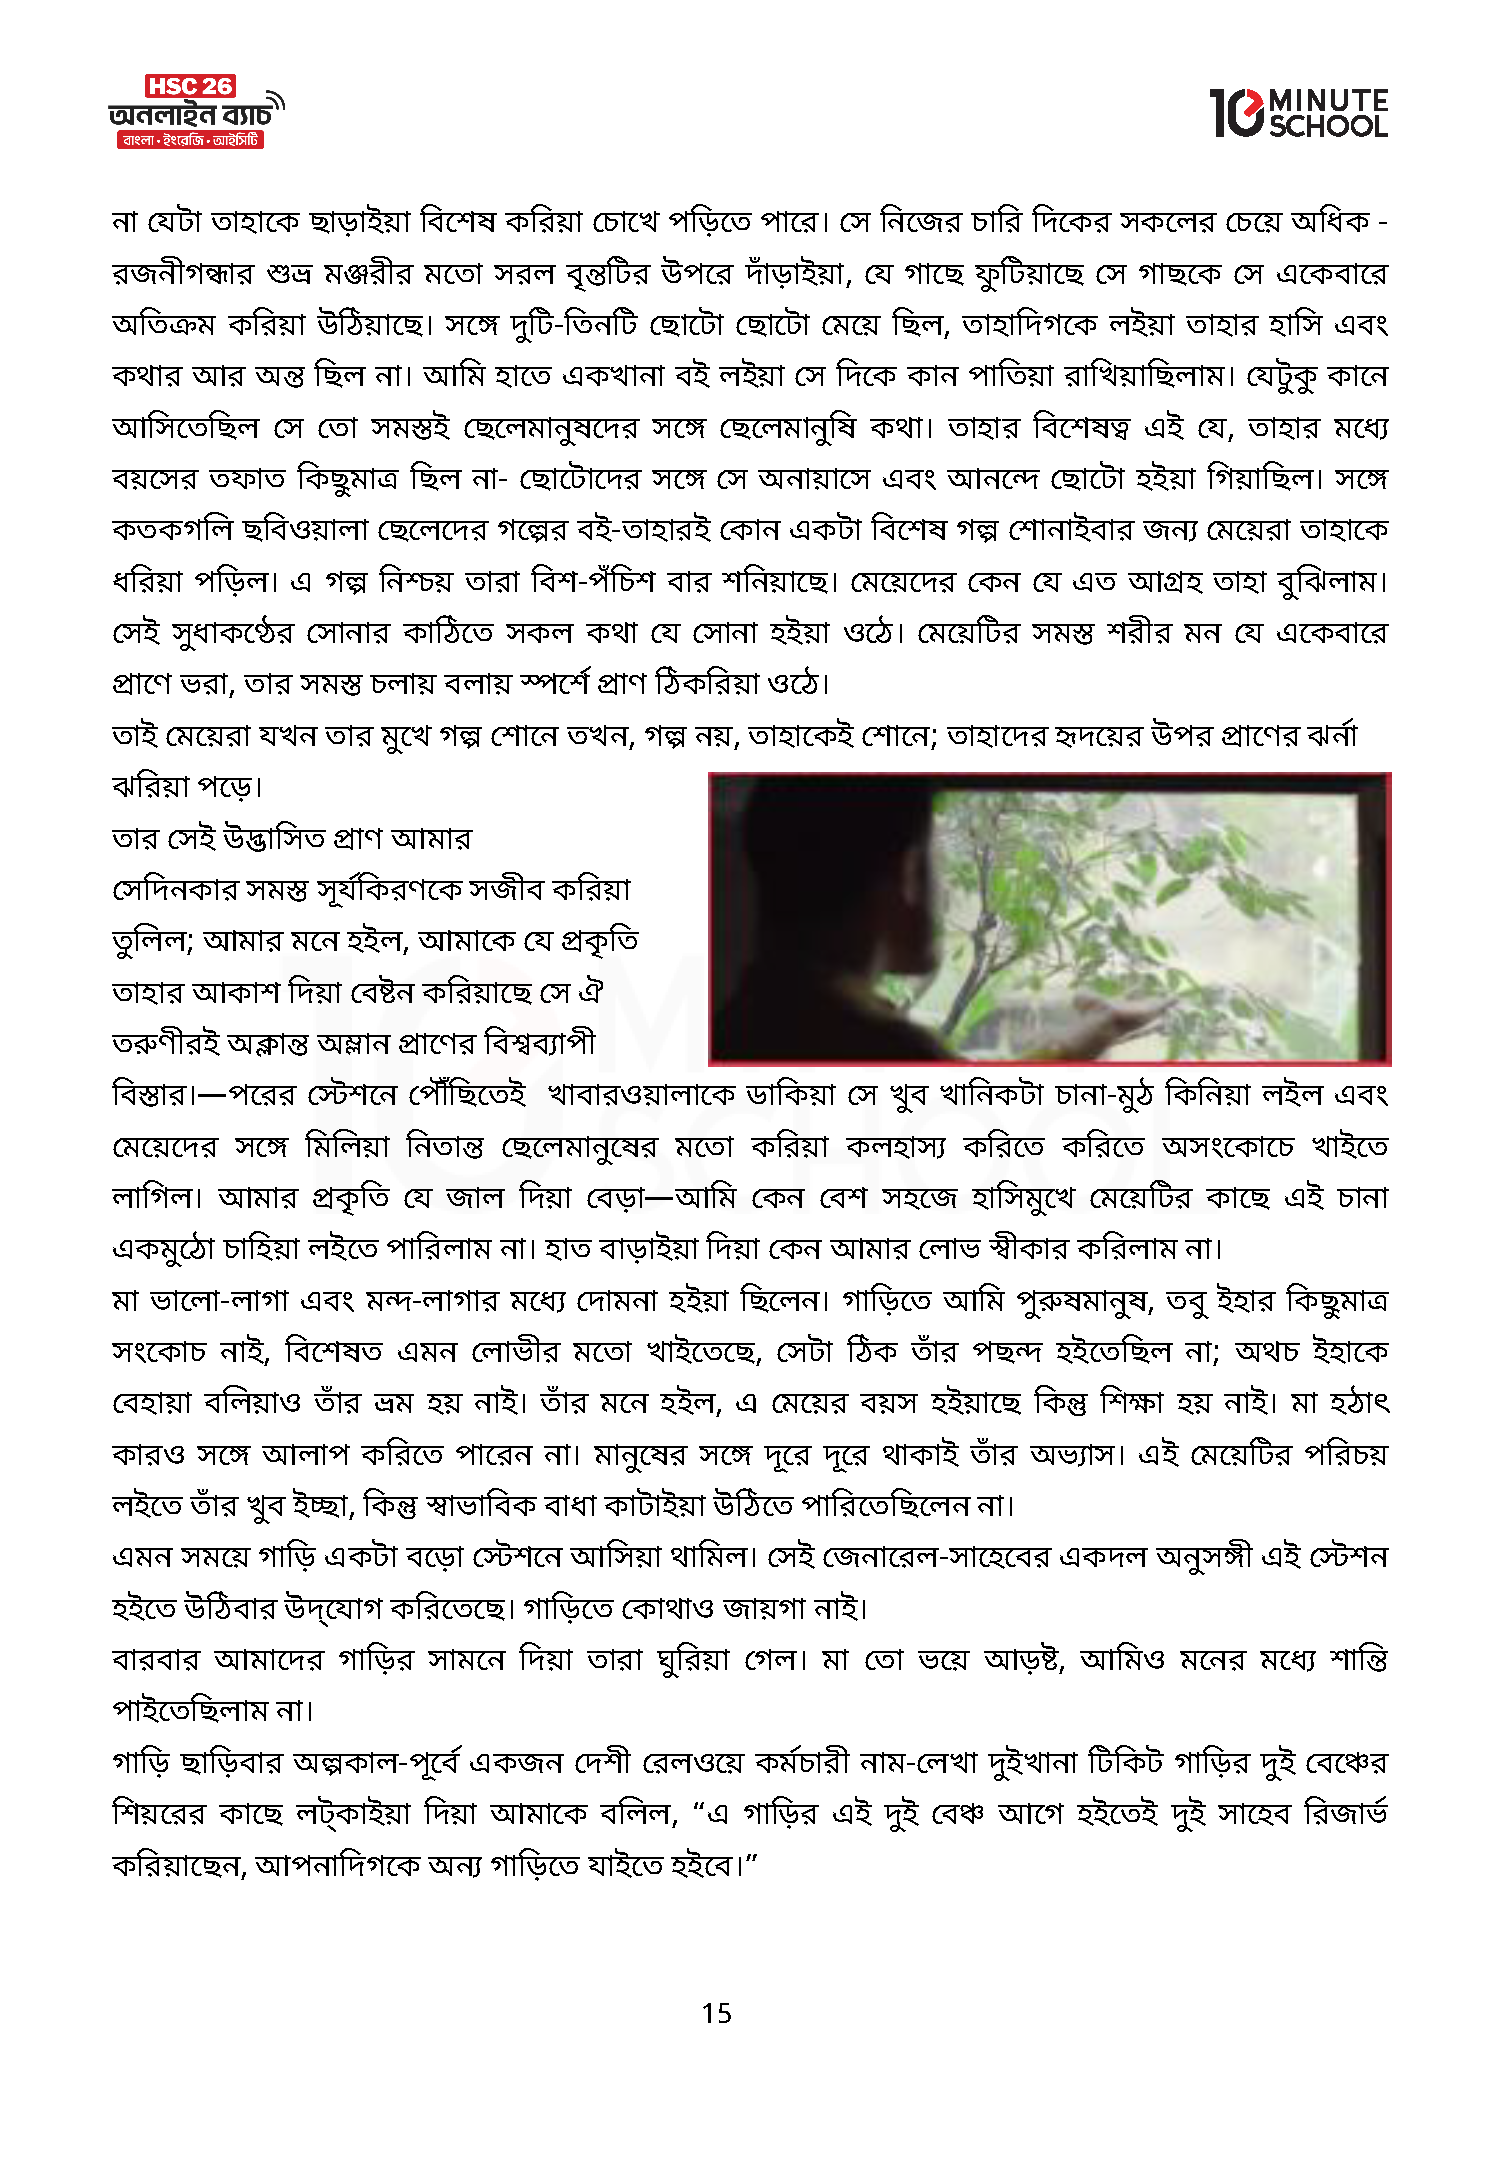 HSC 26
অনলাইন ব্যাচ
বাংলা • ইংরেজি • আইসিটি
10 MINUTE SCHOOL
না যেটা তাহাকে ছাড়াইয়া বিশেষ করিয়া চোখে পড়িতে পারে। সে নিজের চারি দিকের সকলের চেয়ে অধিক -
রজনীগন্ধার শুভ্র মঞ্জরীর মতো সরল বৃন্তটির উপরে দাঁড়াইয়া, যে গাছে ফুটিয়াছে সে গাছকে সে একেবারে
অতিক্রম করিয়া উঠিয়াছে। সঙ্গে দুটি-তিনটি ছোটো ছোটো মেয়ে ছিল, তাহাদিগকে লইয়া তাহার হাসি এবং
কথার আর অন্ত ছিল না। আমি হাতে একখানা বই লইয়া সে দিকে কান পাতিয়া রাখিয়াছিলাম। যেটুকু কানে
আসিতেছিল সে তো সমস্তই ছেলেমানুষদের সঙ্গে ছেলেমানুষি কথা। তাহার বিশেষত্ব এই যে, তাহার মধ্যে
বয়সের তফাত কিছুমাত্র ছিল না- ছোটোদের সঙ্গে সে অনায়াসে এবং আনন্দে ছোটো হইয়া গিয়াছিল। সঙ্গে
কতকগলি ছবিওয়ালা ছেলেদের গল্পের বই-তাহারই কোন একটা বিশেষ গল্প শোনাইবার জন্য মেয়েরা তাহাকে
ধরিয়া পড়িল। এ গল্প নিশ্চয় তারা বিশ-পঁচিশ বার শনিয়াছে। মেয়েদের কেন যে এত আগ্রহ তাহা বুঝিলাম।
সেই সুধাকণ্ঠের সোনার কাঠিতে সকল কথা যে সোনা হইয়া ওঠে। মেয়েটির সমস্ত শরীর মন যে একেবারে
প্রাণে ভরা, তার সমস্ত চলায় বলায় স্পর্শে প্রাণ ঠিকরিয়া ওঠে।
তাই মেয়েরা যখন তার মুখে গল্প শোনে তখন, গল্প নয়, তাহাকেই শোনে; তাহাদের হৃদয়ের উপর প্রাণের ঝর্না
ঝরিয়া পড়ে।
তার সেই উদ্ভাসিত প্রাণ আমার
সেদিনকার সমস্ত সূর্যকিরণকে সজীব করিয়া
তুলিল; আমার মনে হইল, আমাকে যে প্রকৃতি
তাহার আকাশ দিয়া বেষ্টন করিয়াছে সে ঐ
তরুণীরই অক্লান্ত অম্লান প্রাণের বিশ্বব্যাপী
বিস্তার।—পরের স্টেশনে পৌঁছিতেই খাবারওয়ালাকে ডাকিয়া সে খুব খানিকটা চানা-মুঠ কিনিয়া লইল এবং
মেয়েদের সঙ্গে মিলিয়া নিতান্ত ছেলেমানুষের মতো করিয়া কলহাস্য করিতে করিতে অসংকোচে খাইতে
লাগিল। আমার প্রকৃতি যে জাল দিয়া বেড়া—আমি কেন বেশ সহজে হাসিমুখে মেয়েটির কাছে এই চানা
একমুঠো চাহিয়া লইতে পারিলাম না। হাত বাড়াইয়া দিয়া কেন আমার লোভ স্বীকার করিলাম না।
মা ভালো-লাগা এবং মন্দ-লাগার মধ্যে দোমনা হইয়া ছিলেন। গাড়িতে আমি পুরুষমানুষ, তবু ইহার কিছুমাত্র
সংকোচ নাই, বিশেষত এমন লোভীর মতো খাইতেছে, সেটা ঠিক তাঁর পছন্দ হইতেছিল না; অথচ ইহাকে
বেহায়া বলিয়াও তাঁর ভ্রম হয় নাই। তাঁর মনে হইল, এ মেয়ের বয়স হইয়াছে কিন্তু শিক্ষা হয় নাই। মা হঠাৎ
কারও সঙ্গে আলাপ করিতে পারেন না। মানুষের সঙ্গে দূরে দূরে থাকাই তাঁর অভ্যাস। এই মেয়েটির পরিচয়
লইতে তাঁর খুব ইচ্ছা, কিন্তু স্বাভাবিক বাধা কাটাইয়া উঠিতে পারিতেছিলেন না।
এমন সময়ে গাড়ি একটা বড়ো স্টেশনে আসিয়া থামিল। সেই জেনারেল-সাহেবের একদল অনুসঙ্গী এই স্টেশন
হইতে উঠিবার উদ্‌যোগ করিতেছে। গাড়িতে কোথাও জায়গা নাই।
বারবার আমাদের গাড়ির সামনে দিয়া তারা ঘুরিয়া গেল। মা তো ভয়ে আড়ষ্ট, আমিও মনের মধ্যে শান্তি
পাইতেছিলাম না।
গাড়ি ছাড়িবার অল্পকাল-পূর্বে একজন দেশী রেলওয়ে কর্মচারী নাম-লেখা দুইখানা টিকিট গাড়ির দুই বেঞ্চের
শিয়রের কাছে লট্‌কাইয়া দিয়া আমাকে বলিল, “এ গাড়ির এই দুই বেঞ্চ আগে হইতেই দুই সাহেব রিজার্ভ
করিয়াছেন, আপনাদিগকে অন্য গাড়িতে যাইতে হইবে।”
15